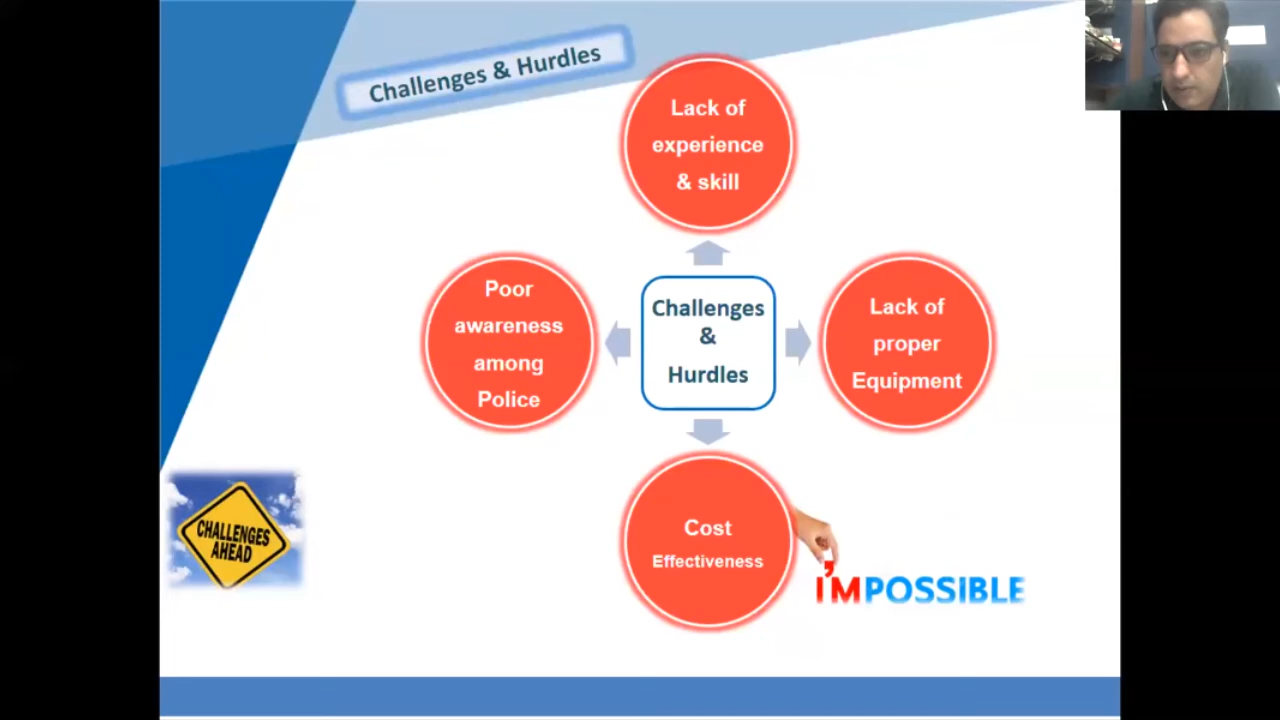 Challenges & Hurdles
Lack of
experience
& skill
Poor
awareness
among
Police
Challenges
&
Hurdles
Lack of
proper
Equipment
Cost
Effectiveness
CHALLENGES
AHEAD
I'MPOSSIBLE